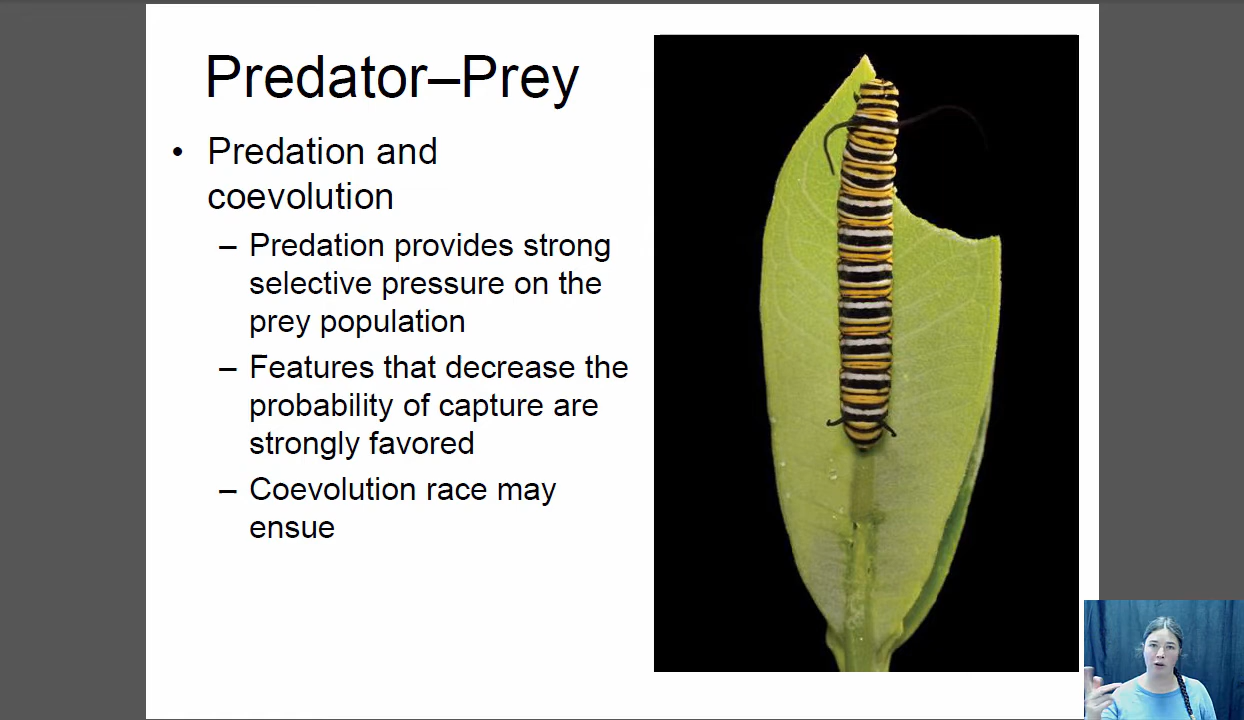 Predator–Prey
• Predation and
coevolution
– Predation provides strong
selective pressure on the
prey population
– Features that decrease the
probability of capture are
strongly favored
– Coevolution race may
ensue